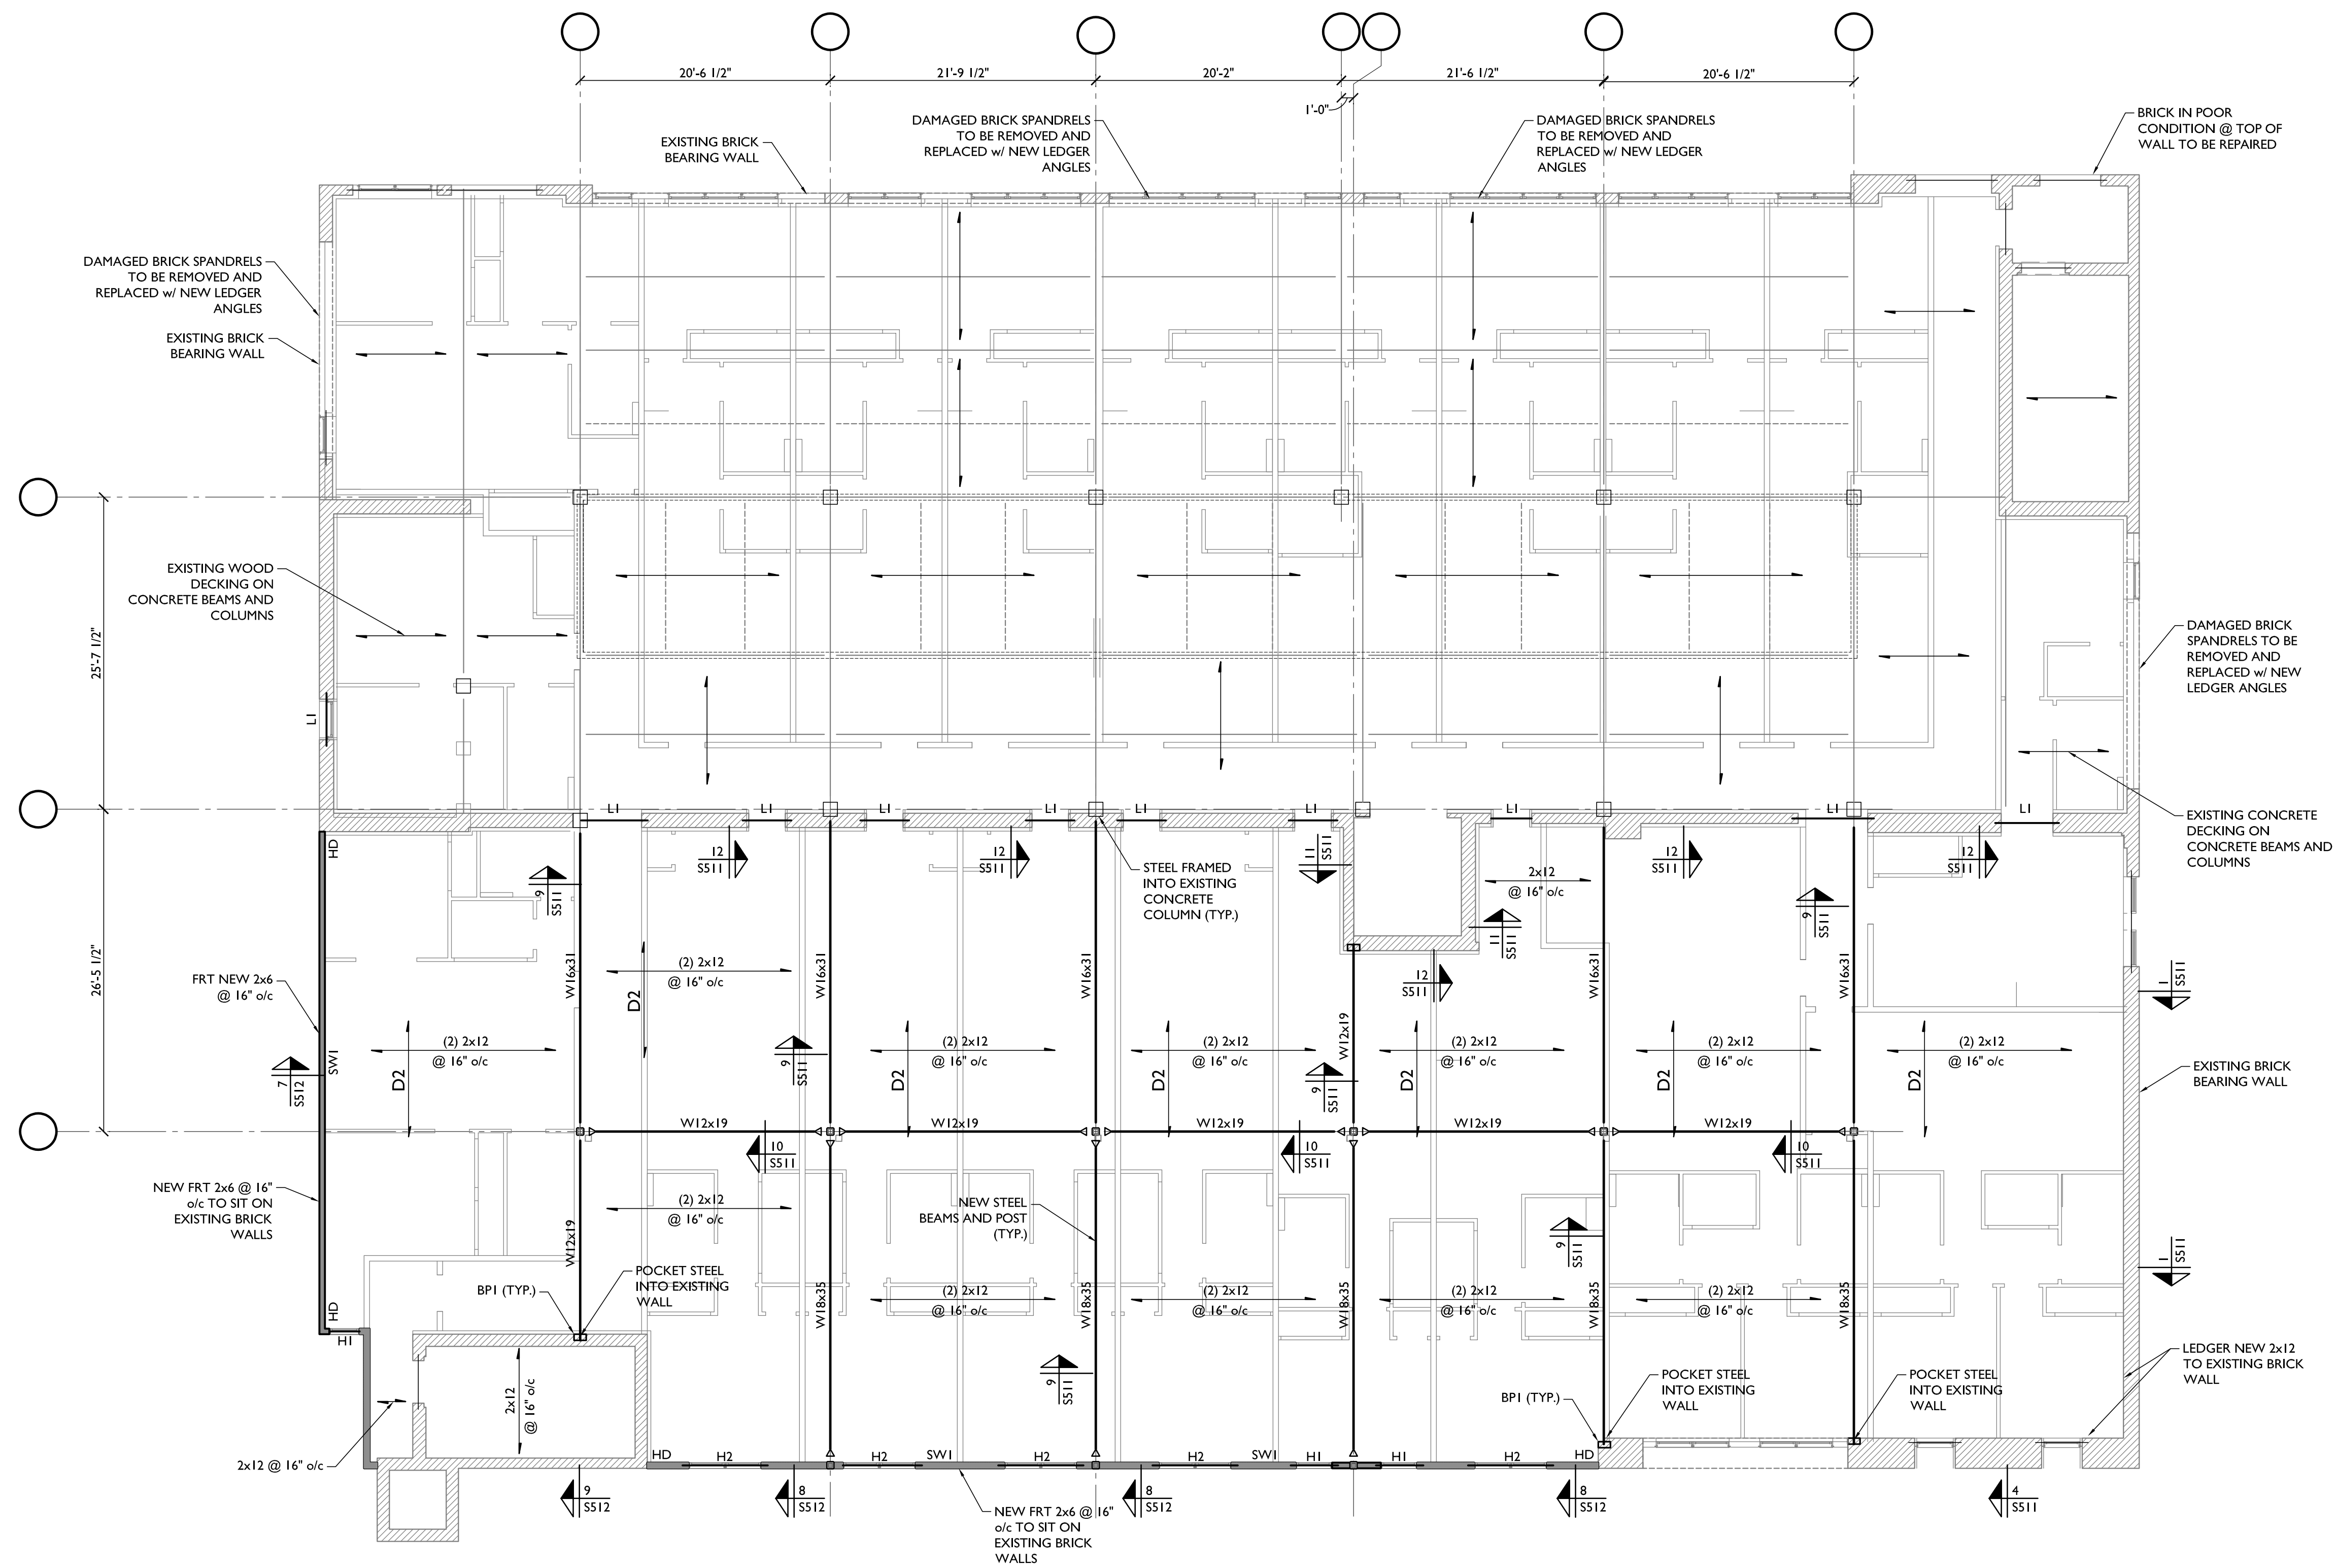 20'-6 1/2"
21'-9 1/2"
20'-2"
21'-6 1/2"
20'-6 1/2"
1'-0"
DAMAGED BRICK SPANDRELS
TO BE REMOVED AND
REPLACED w/ NEW LEDGER
ANGLES
DAMAGED BRICK SPANDRELS
TO BE REMOVED AND
REPLACED w/ NEW LEDGER
ANGLES
BRICK IN POOR
CONDITION @ TOP OF
WALL TO BE REPAIRED
EXISTING BRICK
BEARING WALL
DAMAGED BRICK SPANDRELS
TO BE REMOVED AND
REPLACED w/ NEW LEDGER
ANGLES
EXISTING BRICK
BEARING WALL
EXISTING WOOD
DECKING ON
CONCRETE BEAMS AND
COLUMNS
25'-7 1/2"
DAMAGED BRICK
SPANDRELS TO BE
REMOVED AND
REPLACED w/ NEW
LEDGER ANGLES
L1
L1
L1
L1
L1
L1
L1
L1
L1
L1
EXISTING CONCRETE
DECKING ON
CONCRETE BEAMS AND
COLUMNS
HD
9
S511
12
S511
12
S511
STEEL FRAMED
INTO EXISTING
CONCRETE
COLUMN (TYP.)
11
S511
2x12
@ 16" o/c
12
S511
12
S511
9
S511
11
S511
26'-5 1/2"
FRT NEW 2x6
@ 16" o/c
W16x31
(2) 2x12
@ 16" o/c
D2
W16x31
W16x31
12
S511
W16x31
W16x31
1
S511
SW1
7
S512
D2
(2) 2x12
@ 16" o/c
9
S511
D2
(2) 2x12
@ 16" o/c
D2
(2) 2x12
@ 16" o/c
W12x19
9
S511
D2
(2) 2x12
@ 16" o/c
D2
(2) 2x12
@ 16" o/c
D2
(2) 2x12
@ 16" o/c
EXISTING BRICK
BEARING WALL
W12x19
W12x19
W12x19
W12x19
W12x19
10
S511
10
S511
10
S511
NEW FRT 2x6 @ 16"
o/c TO SIT ON
EXISTING BRICK
WALLS
(2) 2x12
@ 16" o/c
NEW STEEL
BEAMS AND POST
(TYP.)
9
S511
1
S511
W12x19
BP1 (TYP.)
POCKET STEEL
INTO EXISTING
WALL
HD
H1
W18x35
(2) 2x12
@ 16" o/c
W18x35
(2) 2x12
@ 16" o/c
W18x35
(2) 2x12
@ 16" o/c
W18x35
(2) 2x12
@ 16" o/c
W18x35
LEDGER NEW 2x12
TO EXISTING BRICK
WALL
2x12
@ 16" o/c
9
S511
BP1 (TYP.)
POCKET STEEL
INTO EXISTING
WALL
POCKET STEEL
INTO EXISTING
WALL
2x12 @ 16" o/c
HD
H2
H2
SW1
H2
H2
SW1
H1
H1
H2
HD
9
S512
8
S512
8
S512
8
S512
4
S511
NEW FRT 2x6 @ 16"
o/c TO SIT ON
EXISTING BRICK
WALLS